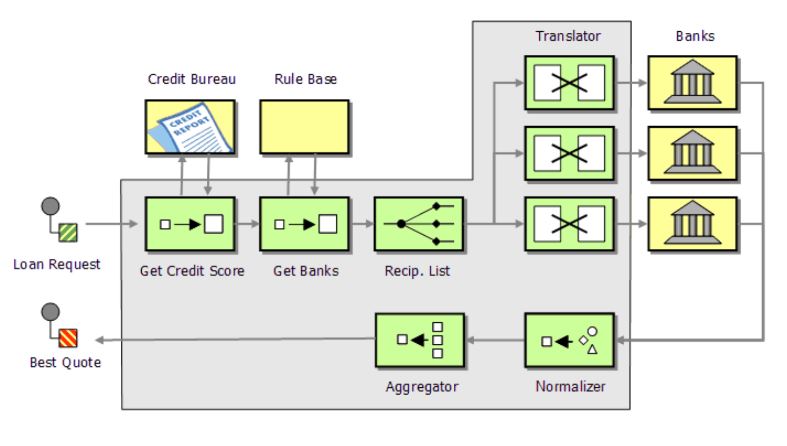 Translator
Banks
Credit Bureau
Rule Base
CREDIT
REPORT
Loan Request
Get Credit Score
Get Banks
Recip. List
Best Quote
Aggregator
Normalizer